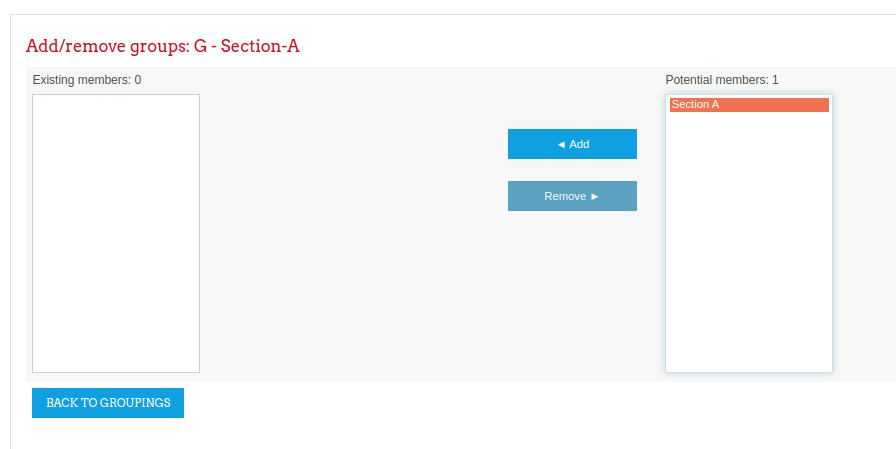 Add/remove groups: G - Section-A
Existing members: 0
Potential members: 1
Section A
◄ Add
Remove ►
BACK TO GROUPINGS